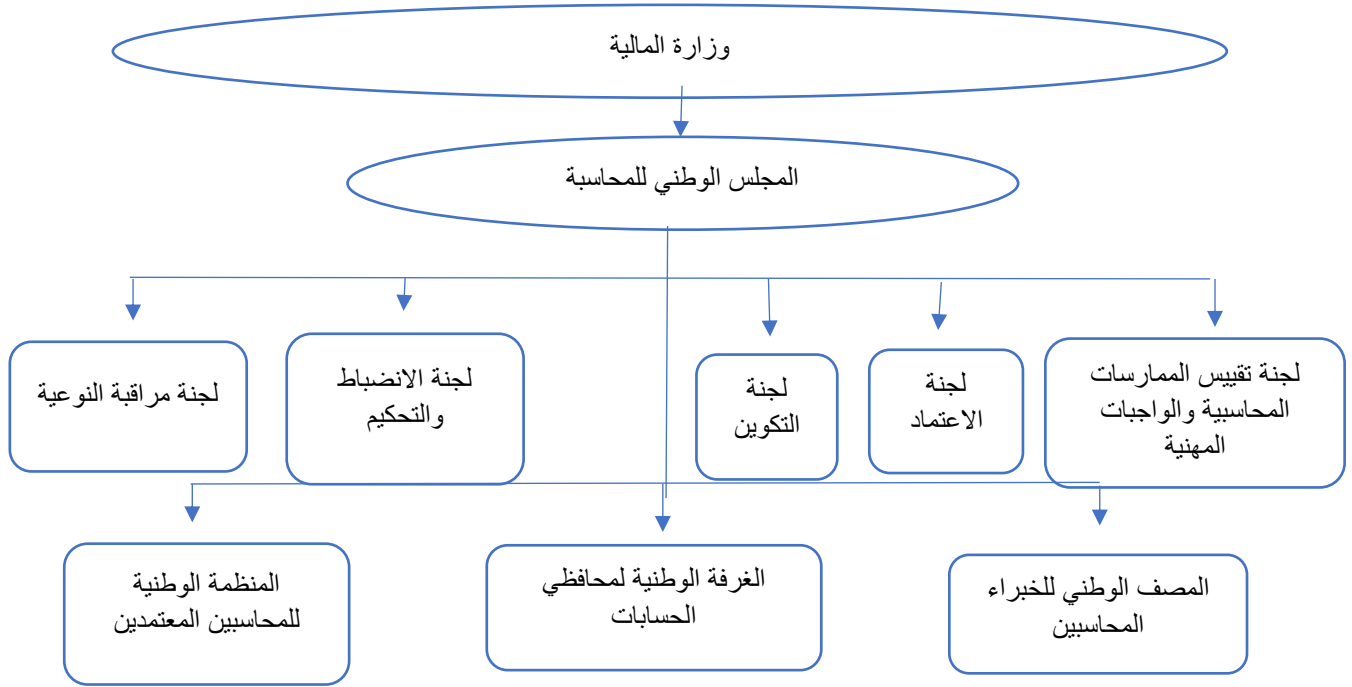 وزارة المالية
المجلس الوطني للمحاسبة
لجنة تقييس الممارسات
المحاسبية والواجبات
المهنية
لجنة
الاعتماد
لجنة
التكوين
لجنة الانضباط
والتحكيم
لجنة مراقبة النوعية
المصف الوطني للخبراء
المحاسبين
الغرفة الوطنية لمحافظي
الحسابات
المنظمة الوطنية
للمحاسبين المعتمدين